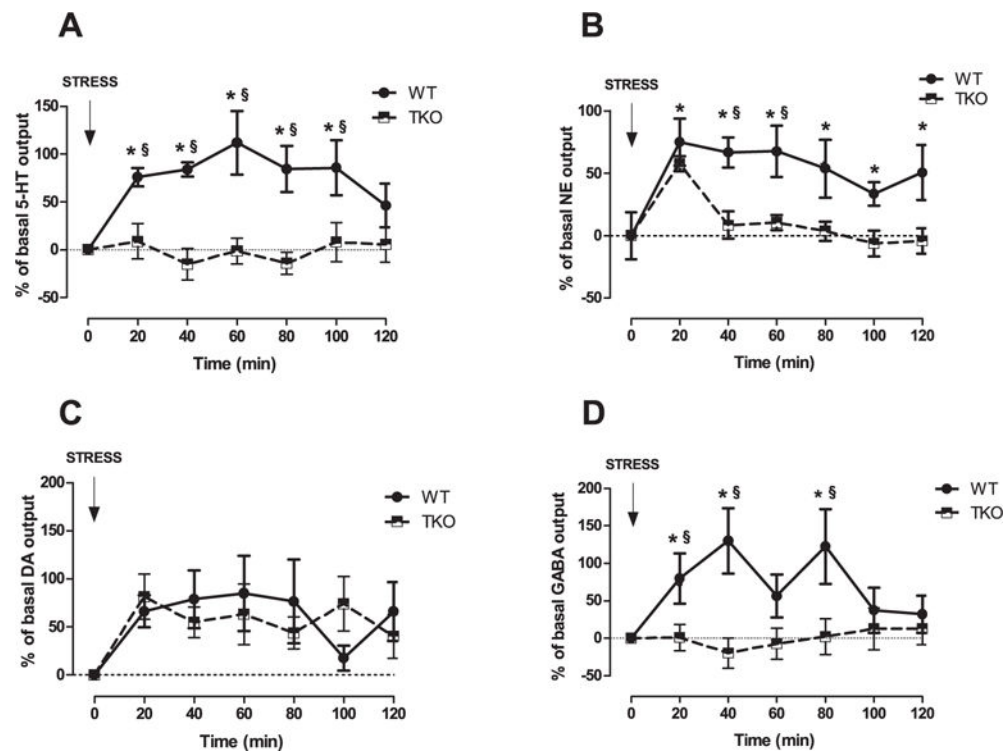 A
STRESS
WT
TKO
* §
* §
* §
* §
* §
% of basal 5-HT output
150
100
50
0
-50
0 20 40 60 80 100 120
Time (min)
B
STRESS
WT
TKO
*
* §
* §
*
*
*
% of basal NE output
100
50
0
-50
0 20 40 60 80 100 120
Time (min)
C
STRESS
WT
TKO
% of basal DA output
200
150
100
50
0
0 20 40 60 80 100 120
Time (min)
D
STRESS
WT
TKO
* §
* §
* §
% of basal GABA output
200
150
100
50
0
-50
0 20 40 60 80 100 120
Time (min)